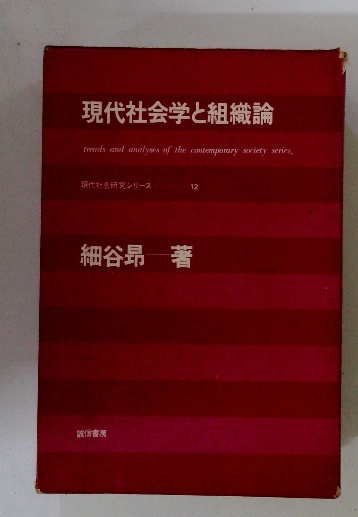 現代社会学と組織論
trends and analyses of the contemporary society series.
現代社会研究シリーズ――12
細谷昂―著
誠信書房